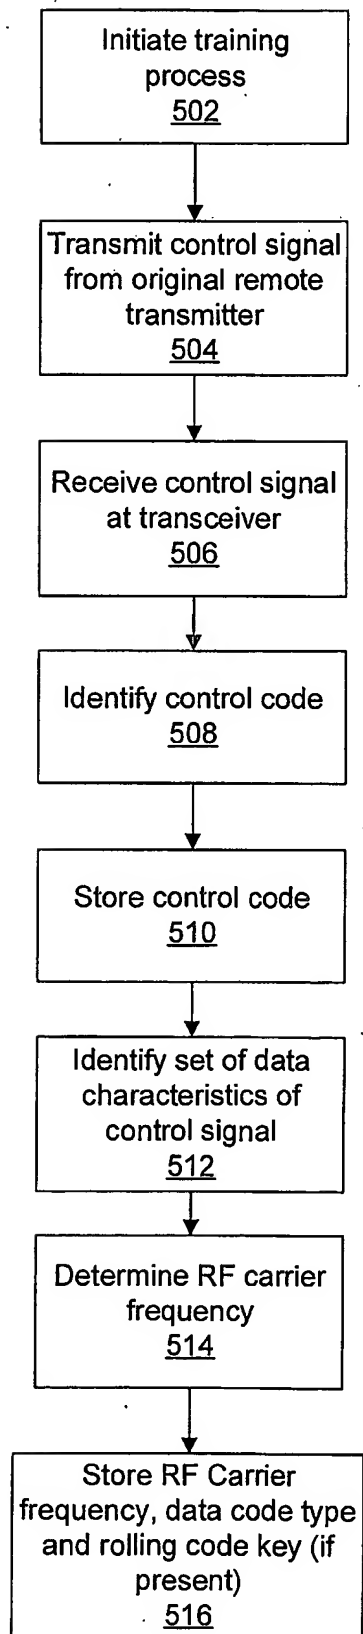 Initiate training
process
502
Transmit control signal
from original remote
transmitter
504
Receive control signal
at transceiver
506
Identify control code
508
Store control code
510
Identify set of data
characteristics of
control signal
512
Determine RF carrier
frequency
514
Store RF Carrier
frequency, data code type
and rolling code key (if
present)
516